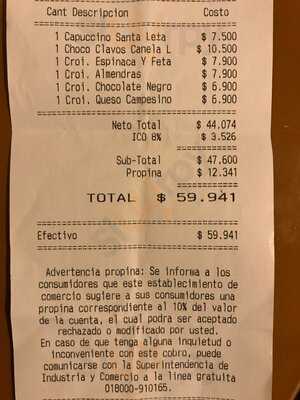 Cant Descripcion Costo
1 Capuccino Santa Leta $ 7.500
1 Choco Clavos Canela L $ 10.500
1 Croi. Espinaca Y Feta $ 7.900
1 Croi. Almendras $ 7.900
1 Croi. Chocolate Negro $ 6.900
1 Croi. Queso Campesino $ 6.900
Neto Total $ 44.074
ICO 8% $ 3.526
Sub-Total $ 47.600
Propina $ 12.341
TOTAL $ 59.941
Efectivo $ 59.941
Advertencia propina: Se informa a los
consumidores que este establecimiento de
comercio sugiere a sus consumidores una
propina correspondiente al 10% del valor
de la cuenta, el cual podra ser aceptado
rechazado o modificado por usted.
En caso de que tenga alguna inquietud o
inconveniente con este cobro, puede
comunicarse con la Superintendencia de
Industria y Comercio a la linea gratuita
018000-910165.